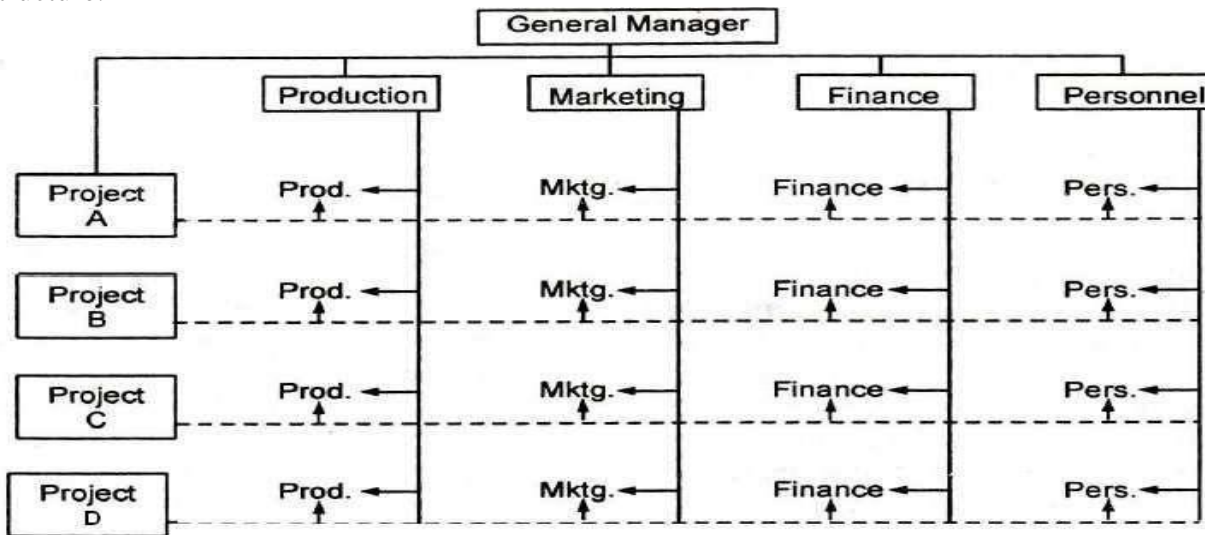 General Manager
Production Marketing Finance Personnel
Project
A
Prod. Mktg. Finance Pers.
Project
B
Prod. Mktg. Finance Pers.
Project
C
Prod. Mktg. Finance Pers.
Project
D
Prod. Mktg. Finance Pers.